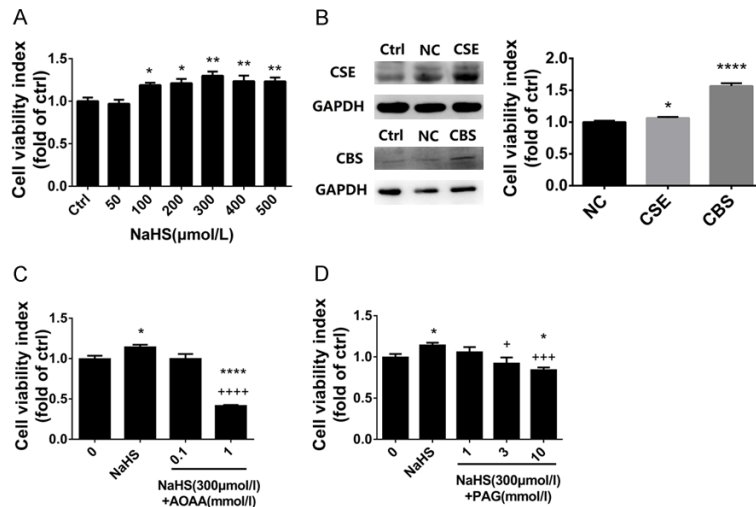 A
Cell viability index
(fold of ctrl)
1.5
1.0
0.5
0.0
* * ** ** **
Ctrl 50 100 200 300 400 500
NaHS(μmol/L)
B
Ctrl NC CSE
CSE
GAPDH
Ctrl NC CBS
CBS
GAPDH
Cell viability index
(fold of ctrl)
2.0
1.5
1.0
0.5
0.0
* ****
NC CSE CBS
C
Cell viability index
(fold of ctrl)
1.5
1.0
0.5
0.0
*
****
++++
0 NaHS 0.1 1
NaHS(300μmol/l)
+AOAA(mmol/l)
D
Cell viability index
(fold of ctrl)
1.5
1.0
0.5
0.0
* + *
+++
0 NaHS 1 3 10
NaHS(300μmol/l)
+PAG(mmol/l)